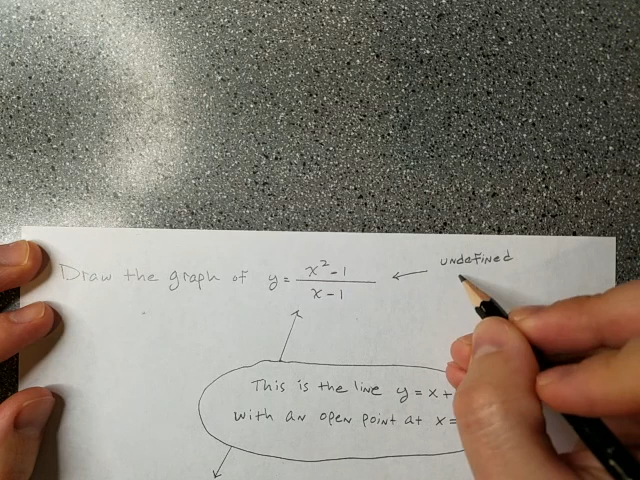 undefined
Draw the graph of y = x² - 1 / x - 1
This is the line y = x +
with an open point at x =